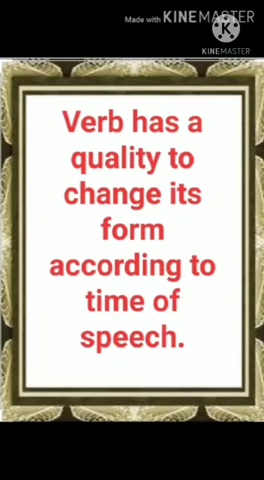 Made with KINEMASTER
KINEMASTER
Verb has a
quality to
change its
form
according to
time of
speech.